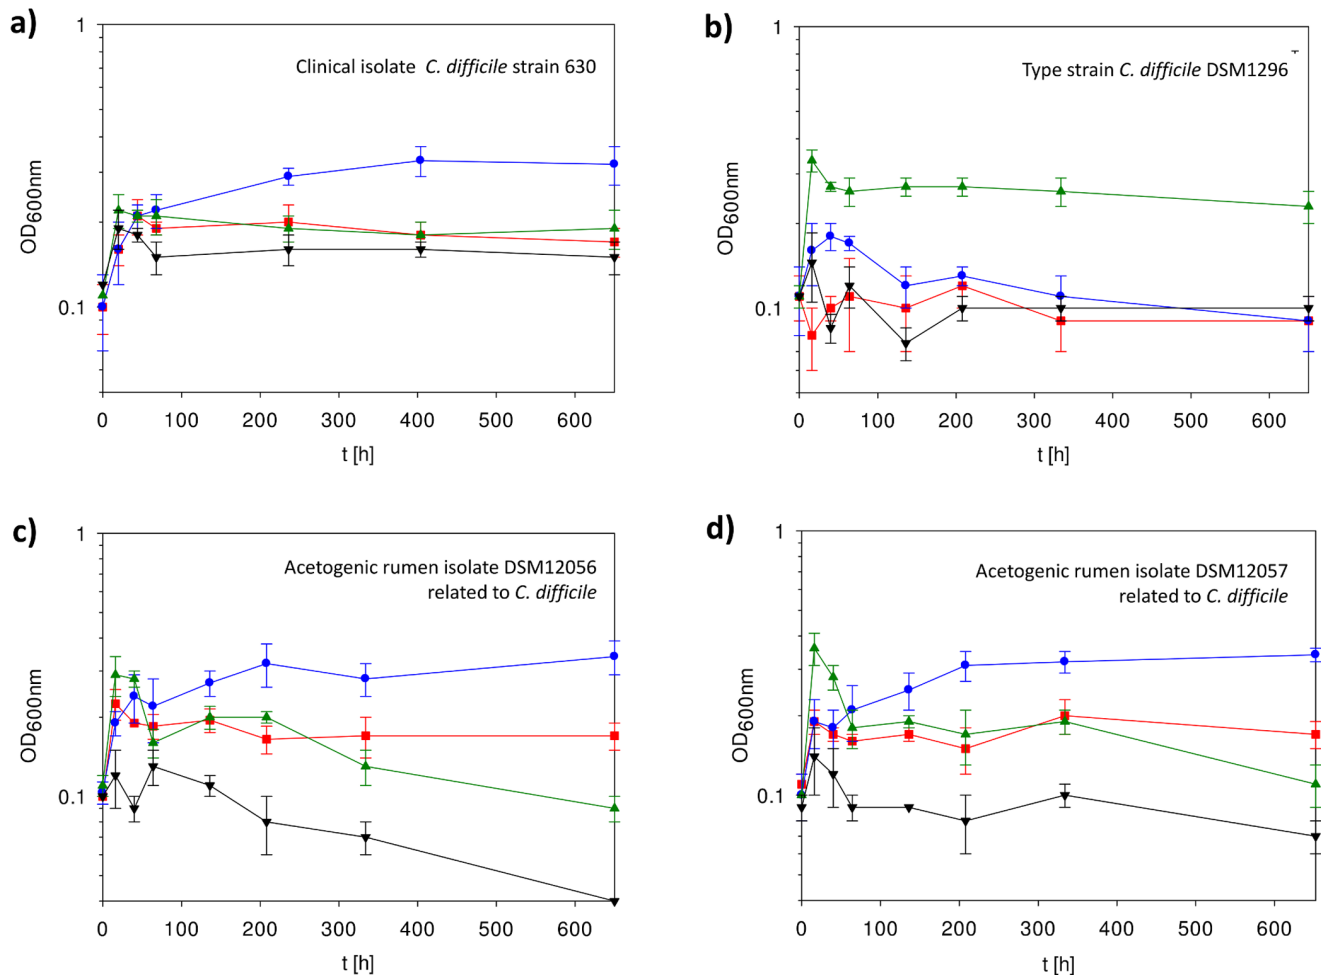 a)
1
Clinical isolate C. difficile strain 630
OD600nm
0.1
0 100 200 300 400 500 600
t [h]
b)
1
Type strain C. difficile DSM1296
OD600nm
0.1
0 100 200 300 400 500 600
t [h]
c)
1
Acetogenic rumen isolate DSM12056
related to C. difficile
OD600nm
0.1
0 100 200 300 400 500 600
t [h]
d)
1
Acetogenic rumen isolate DSM12057
related to C. difficile
OD600nm
0.1
0 100 200 300 400 500 600
t [h]